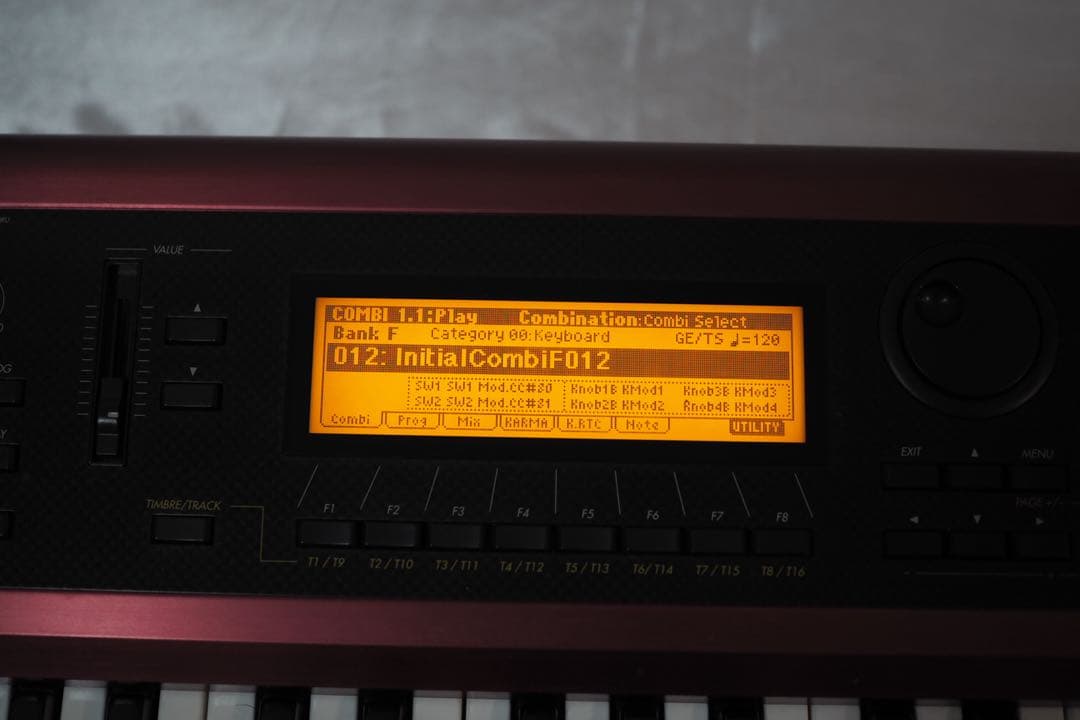 VALUE
COMBI 1.1:Play Combination:Combi Select
Bank F Category 00:Keyboard GE/TS ♩=120
012: InitialCombiF012
SW1 SW1 Mod.CC#80 Knob1B KMod1 Knob3B KMod3
SW2 SW2 Mod.CC#81 Knob2B KMod2 Knob4B KMod4
Combi Prog Mix KARMA K.RTC Note UTILITY
EXIT ▲ MENU
TIMBRE/TRACK
F1 F2 F3 F4 F5 F6 F7 F8
PAGE +/-
T1 / T9 T2 / T10 T3 / T11 T4 / T12 T5 / T13 T6 / T14 T7 / T15 T8 / T16